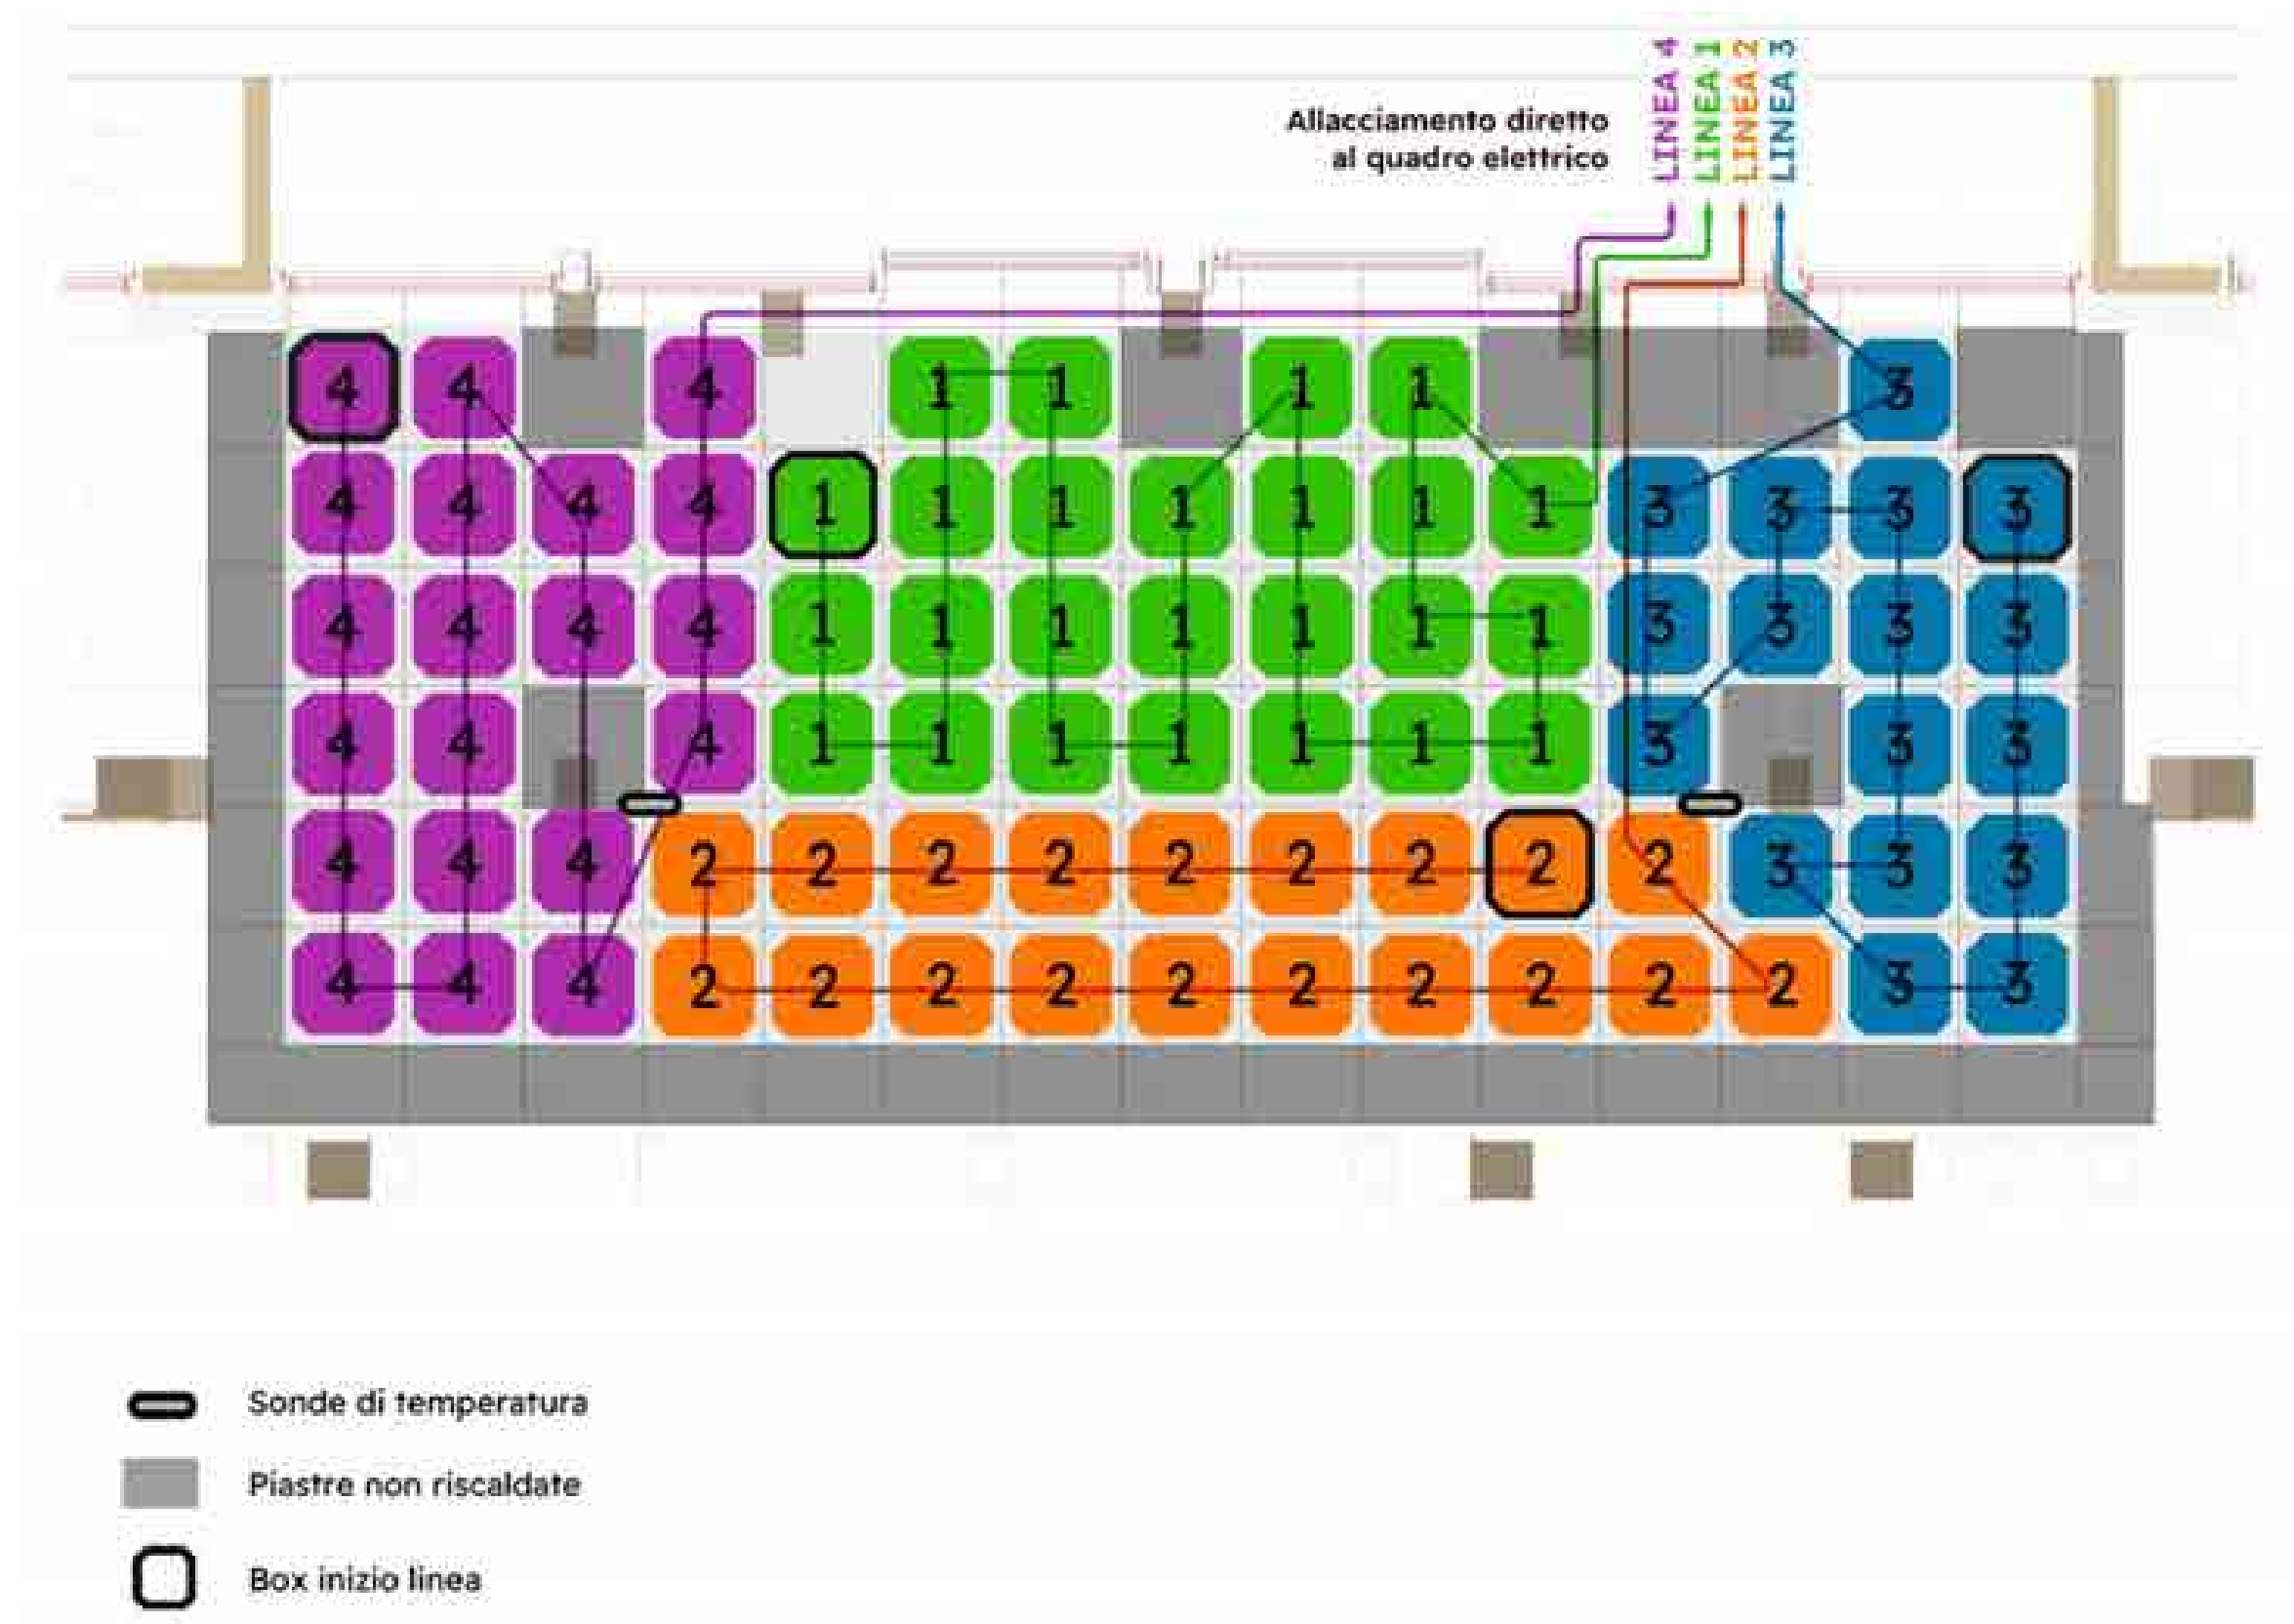 LINEA 4
LINEA 1
LINEA 2
LINEA 3
Allacciamento diretto
al quadro elettrico
4 4 4 1 1 1 1 3
4 4 4 4 1 1 1 1 1 1 1 3 3 3 3
4 4 4 4 1 1 1 1 1 1 1 3 3 3 3
4 4 4 1 1 1 1 1 1 1 3 3 3
4 4 4 2 2 2 2 2 2 2 2 2 3 3 3
4 4 4 2 2 2 2 2 2 2 2 2 2 3 3
Sonde di temperatura
Piastre non riscaldate
Box inizio linea